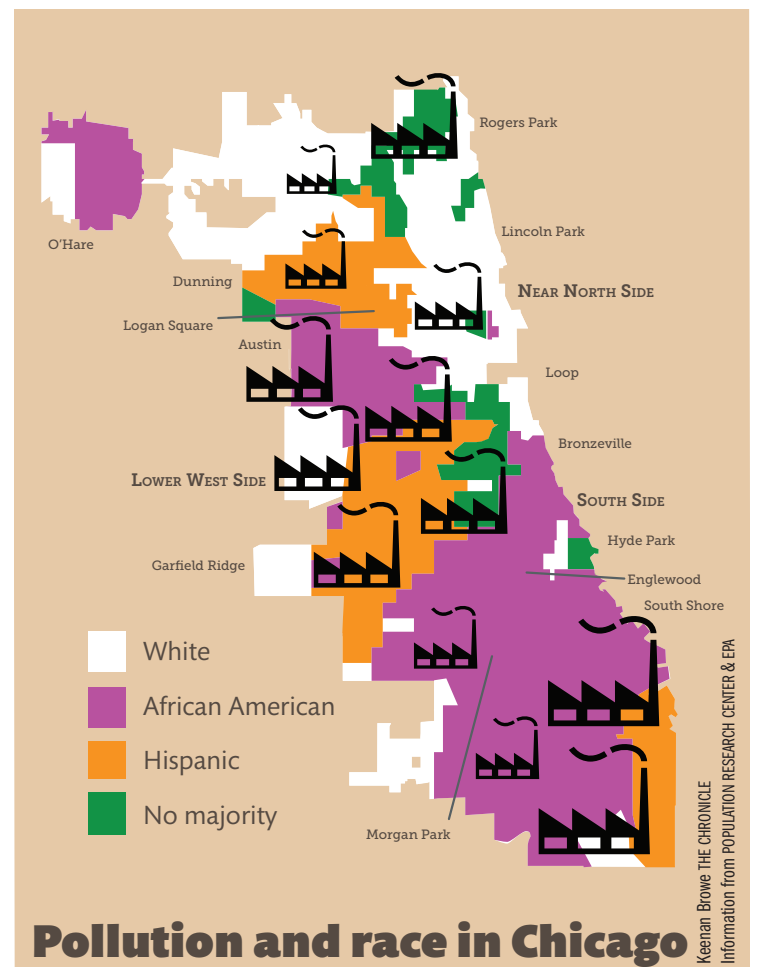 Rogers Park
O'Hare
Lincoln Park
Dunning
NEAR NORTH SIDE
Logan Square
Austin
Loop
Bronzeville
LOWER WEST SIDE
SOUTH SIDE
Hyde Park
Garfield Ridge
Englewood
South Shore
White
African American
Hispanic
No majority
Morgan Park
Keenan Browe THE CHRONICLE
Information from POPULATION RESEARCH CENTER & EPA
Pollution and race in Chicago